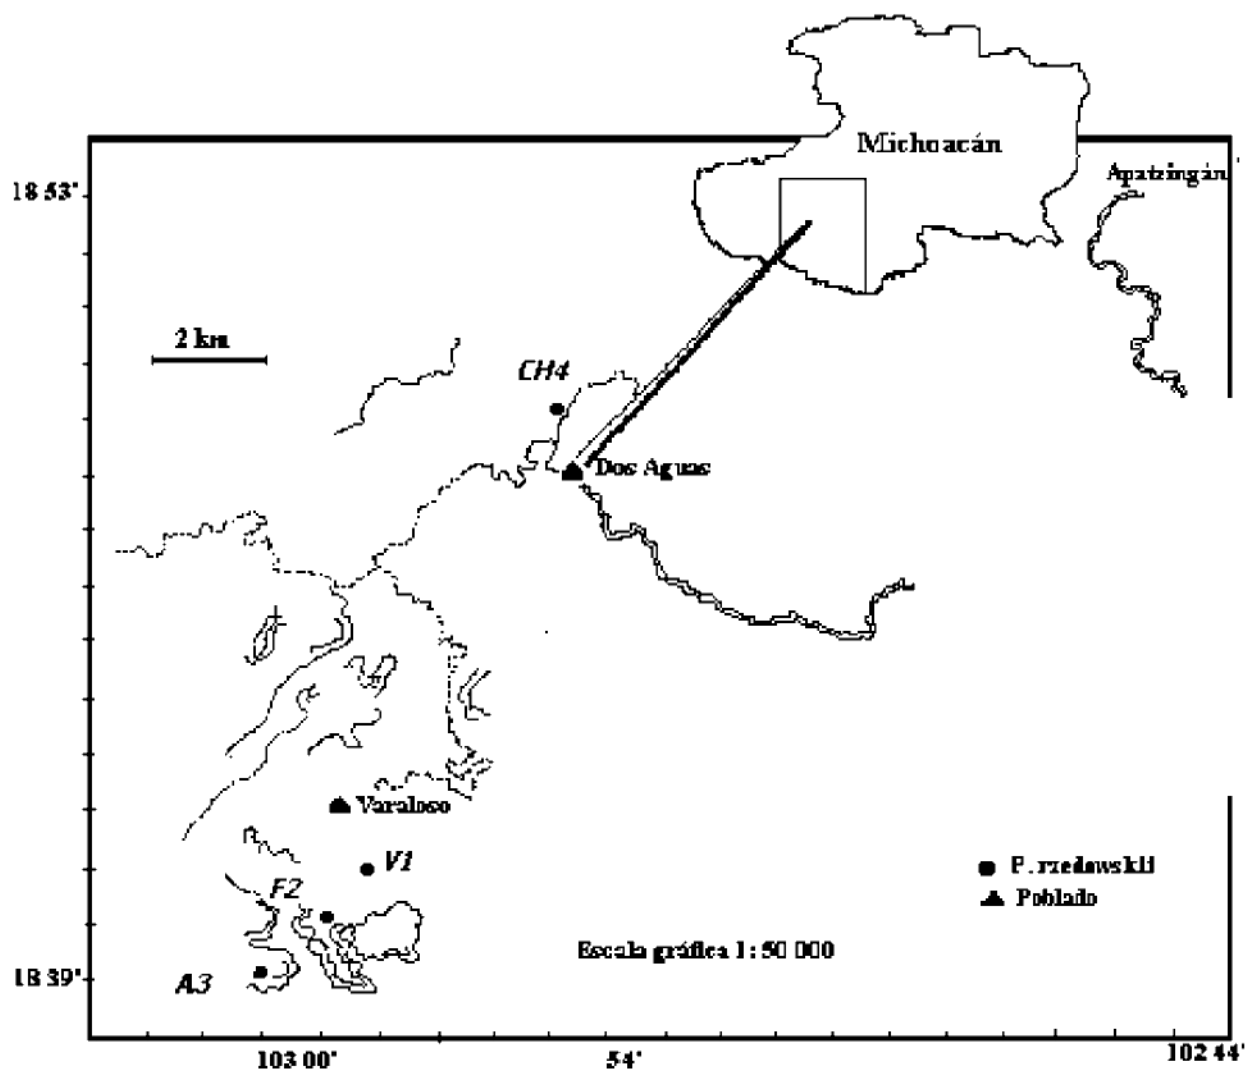 Michoacán
Apatzingán
18 53'
2 km
CH4
Dos Aguas
Varaloso
V1
F2
P. rzedowskii
Poblado
Escala gráfica 1:50 000
18 39'
A3
103 00'
54'
102 44'